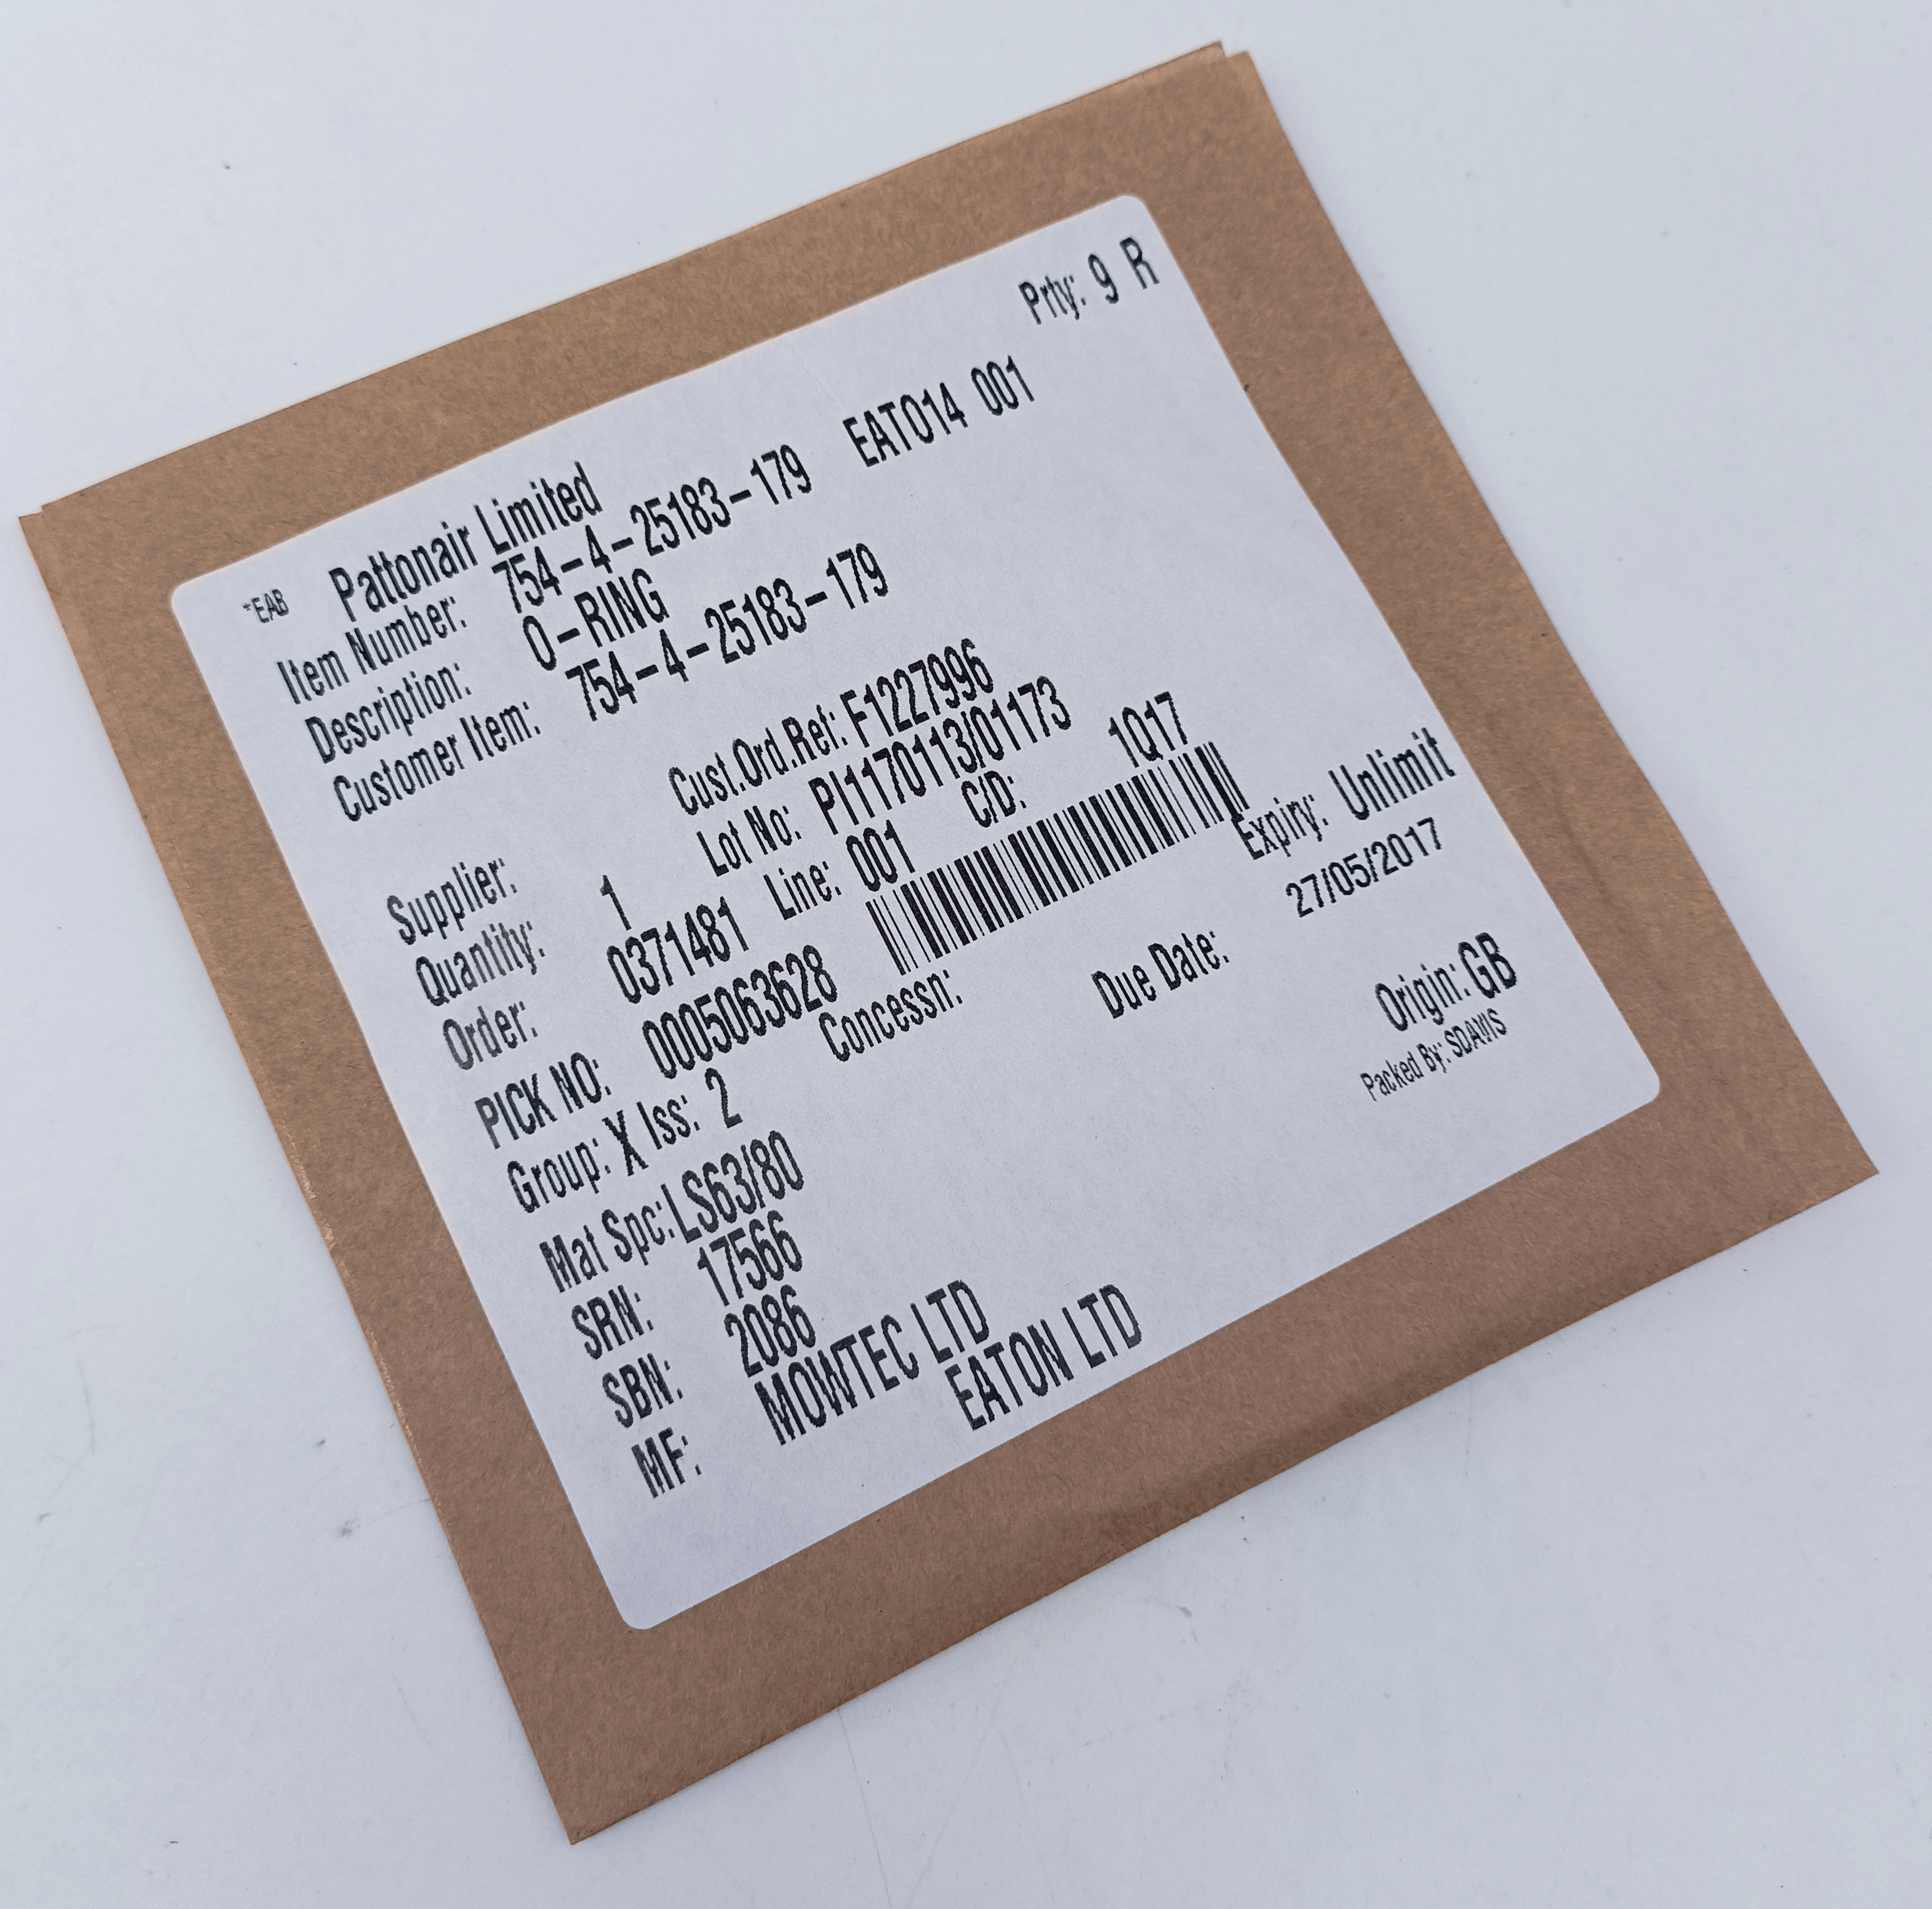 Prty: 9 R
*EAB Pattonair Limited
Item Number: 754-4-25183-179 EATO14 001
Description: O-RING
Customer Item: 754-4-25183-179
Supplier: Cust.Ord.Ref: F1227996
Quantity: 1 Lot No: PI1170113/01173
Order: 0371481 Line: 001 C/D: 1Q17
PICK NO: 0005063628
Group: X Iss: 2 Concessn: Expiry: Unlimit
Mat Spc: LS63/80 Due Date: 27/05/2017
SRN: 17566
SBN: 2086 Origin: GB
MF: MOWTEC LTD Packed By: SDAVIS
EATON LTD